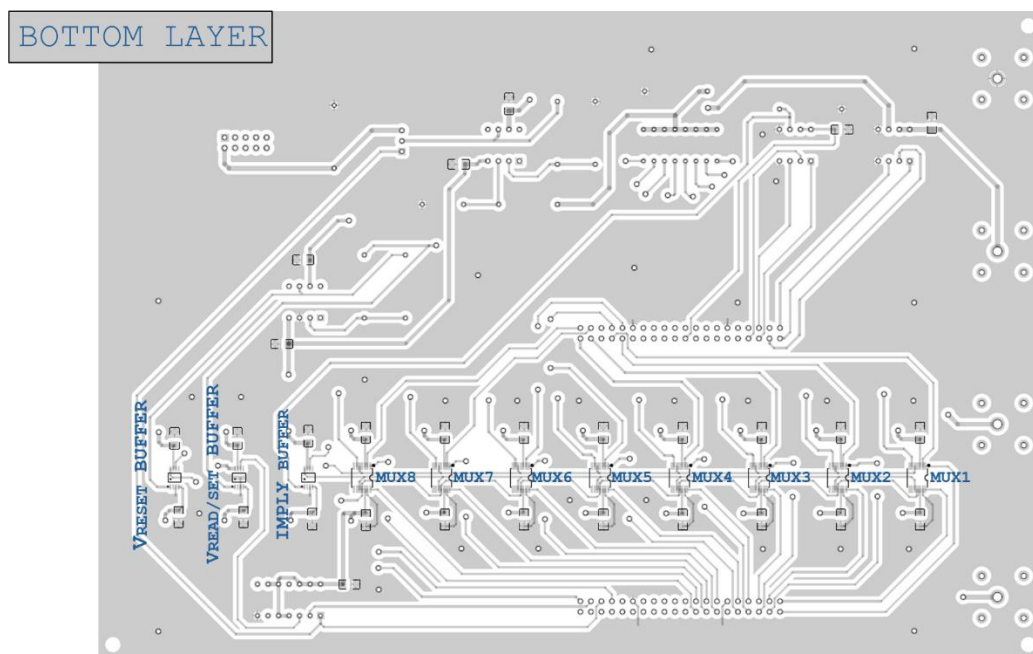 BOTTOM LAYER
VRESET BUFFER
VREAD/SET BUFFER
IMPLY BUFFER
MUX8
MUX7
MUX6
MUX5
MUX4
MUX3
MUX2
MUX1